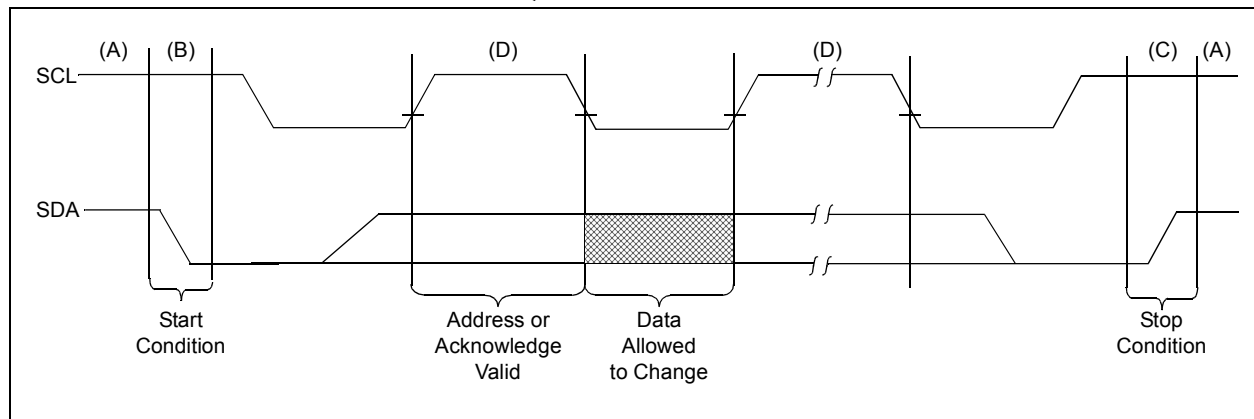 (A) (B) (D) (D) (C) (A)
SCL
SDA
Start
Condition
Address or
Acknowledge
Valid
Data
Allowed
to Change
Stop
Condition